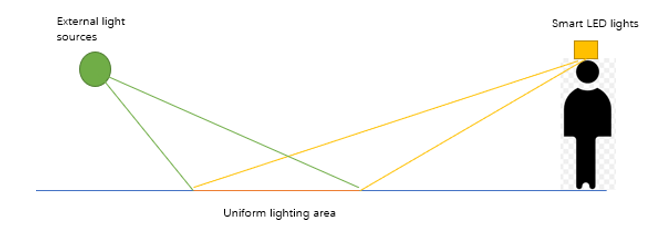 External light
sources
Smart LED lights
Uniform lighting area